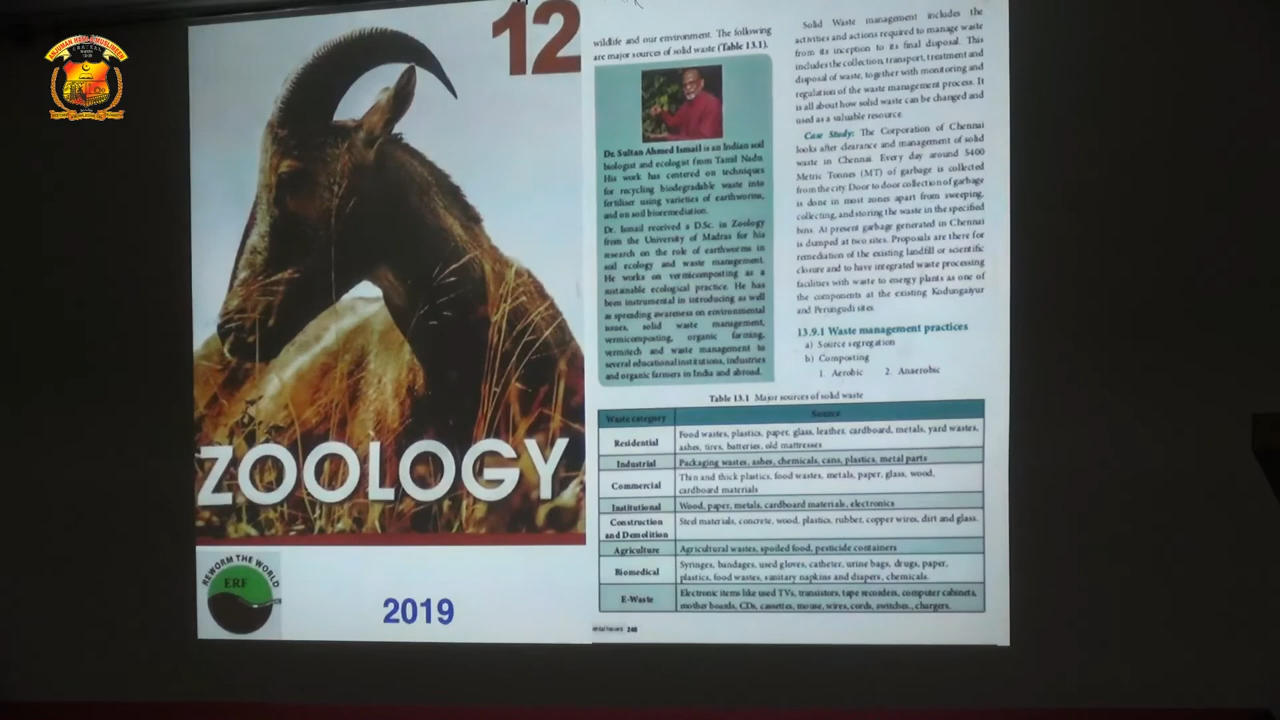 12
ZOOLOGY
REWORM THE WORLD
ERF
2019
wildlife and our environment. The following
are major sources of solid waste (Table 13.1).
Dr. Sultan Ahmed Ismail is an Indian soil
biologist and ecologist from Tamil Nadu.
His work has centered on techniques
for recycling biodegradable waste into
fertiliser using varieties of earthworms,
and on soil bioremediation.
Dr. Ismail received a D.Sc. in Zoology
from the University of Madras for his
research on the role of earthworms in
soil ecology and waste management.
He works on vermicomposting as a
sustainable ecological practice. He has
been instrumental in introducing as well
as spreading awareness on environmental
issues, solid waste management,
vermicomposting, organic farming,
vermitech and waste management to
several educational institutions, industries
and organic farmers in India and abroad.
Solid Waste management includes the
activities and actions required to manage waste
from its inception to its final disposal. This
includes the collection, transport, treatment and
disposal of waste, together with monitoring and
regulation of the waste management process. It
is all about how solid waste can be changed and
used as a valuable resource.
Case Study: The Corporation of Chennai
looks after clearance and management of solid
waste in Chennai. Every day around 5400
Metric Tonnes (MT) of garbage is collected
from the city. Door to door collection of garbage
is done in most zones apart from sweeping,
collecting, and storing the waste in the specified
bins. At present garbage generated in Chennai
is dumped at two sites. Proposals are there for
remediation of the existing landfill or scientific
closure and to have integrated waste processing
facilities with waste to energy plants as one of
the components at the existing Kodungaiyur
and Perungudi sites.
13.9.1 Waste management practices
a) Source segregation
b) Composting
1. Aerobic 2. Anaerobic
Table 13.1 Major sources of solid waste
Waste category Source
Residential Food wastes, plastics, paper, glass, leather, cardboard, metals, yard wastes,
ashes, tires, batteries, old mattresses
Industrial Packaging wastes, ashes, chemicals, cans, plastics, metal parts
Commercial Thin and thick plastics, food wastes, metals, paper, glass, wood,
cardboard materials
Institutional Wood, paper, metals, cardboard materials, electronics
Construction
and Demolition Steel materials, concrete, wood, plastics, rubber, copper wires, dirt and glass.
Agriculture Agricultural wastes, spoiled food, pesticide containers
Biomedical Syringes, bandages, used gloves, catheter, urine bags, drugs, paper,
plastics, food wastes, sanitary napkins and diapers, chemicals.
E-Waste Electronic items like used TVs, transistors, tape recorders, computer cabinets,
mother boards, CDs, cassettes, mouse, wires, cords, switches., chargers.
248